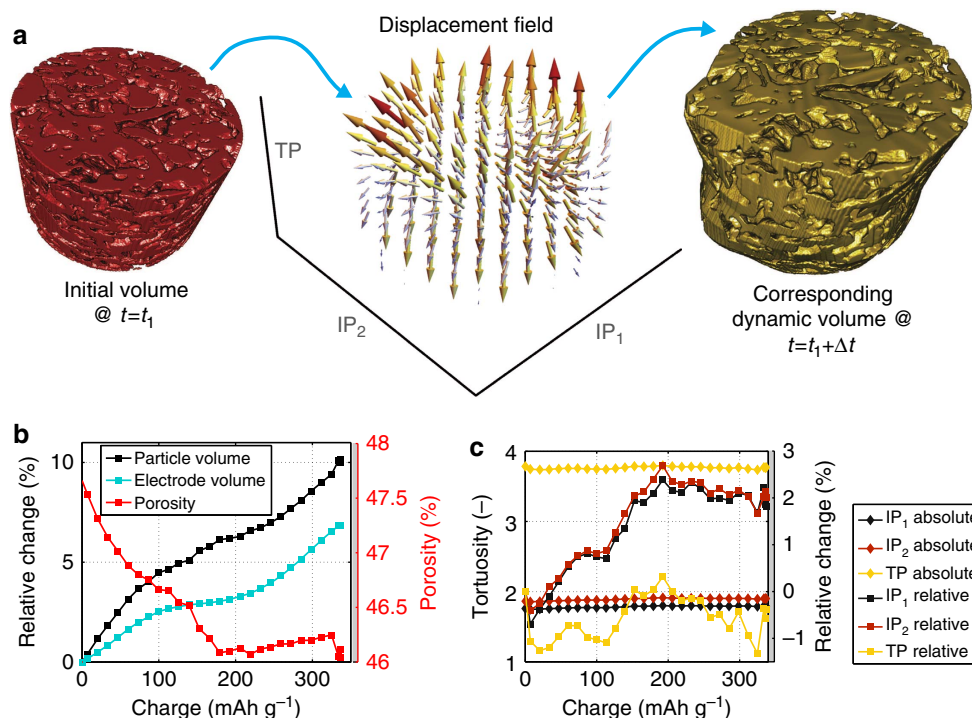 a
Displacement field
TP
Initial volume
@ t=t₁
IP₂
IP₁
Corresponding
dynamic volume @
t=t₁+Δt
b
Relative change (%)
10
5
0
Particle volume
Electrode volume
Porosity
48
47.5
47
46.5
46
Porosity (%)
0 100 200 300
Charge (mAh g⁻¹)
c
Tortuosity (–)
4
3
2
1
3
2
1
0
–1
Relative change (%)
0 100 200 300
Charge (mAh g⁻¹)
IP₁ absolute
IP₂ absolute
TP absolute
IP₁ relative
IP₂ relative
TP relative